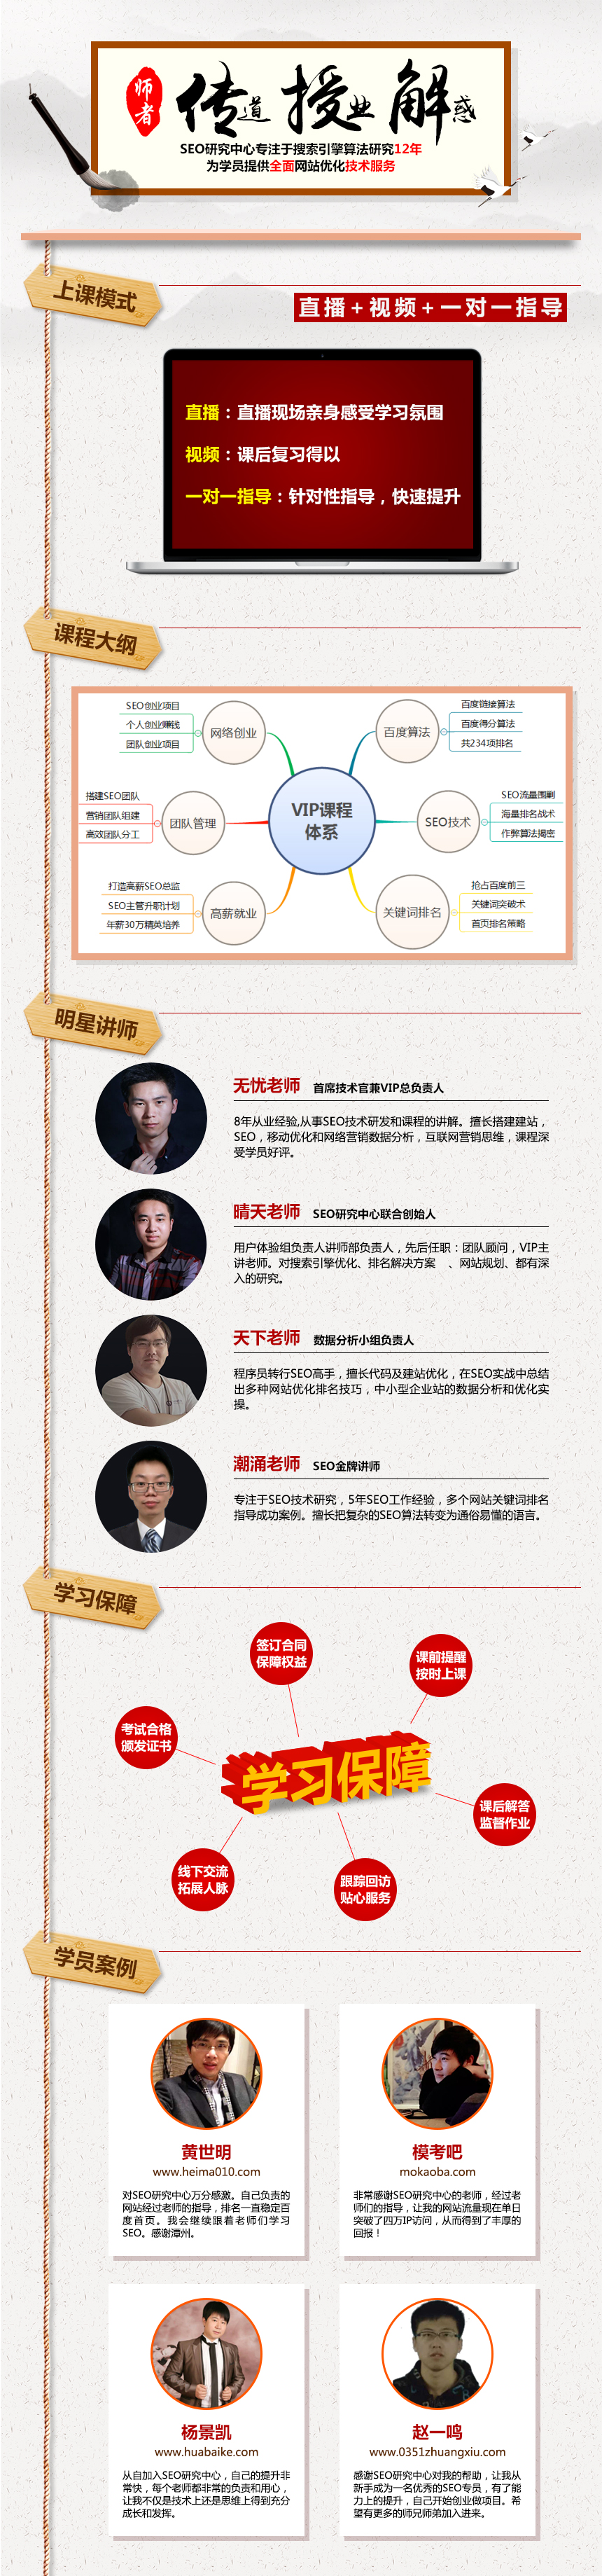 师者 传道 授业 解惑
SEO研究中心专注于搜索引擎算法研究12年
为学员提供全面网站优化技术服务
上课模式
直播+视频+一对一指导
直播：直播现场亲身感受学习氛围
视频：课后复习得以
一对一指导：针对性指导，快速提升
课程大纲
SEO创业项目
个人创业赚钱
团队创业项目
网络创业
百度算法
百度链接算法
百度得分算法
共234项排名
搭建SEO团队
营销团队组建
高效团队分工
团队管理
VIP课程
体系
SEO技术
SEO流量围剿
海量排名战术
作弊算法揭密
打造高薪SEO总监
SEO主管升职计划
年薪30万精英培养
高薪就业
关键词排名
抢占百度前三
关键词突破术
首页排名策略
明星讲师
无忧老师 首席技术官兼VIP总负责人
8年从业经验,从事SEO技术研发和课程的讲解。擅长搭建建站，
SEO，移动优化和网络营销数据分析，互联网营销思维，课程深
受学员好评。
晴天老师 SEO研究中心联合创始人
用户体验组负责人讲师部负责人，先后任职：团队顾问，VIP主
讲老师。对搜索引擎优化、排名解决方案 、网站规划、都有深
入的研究。
天下老师 数据分析小组负责人
程序员转行SEO高手，擅长代码及建站优化，在SEO实战中总结
出多种网站优化排名技巧，中小型企业站的数据分析和优化实
操。
潮涌老师 SEO金牌讲师
专注于SEO技术研究，5年SEO工作经验，多个网站关键词排名
指导成功案例。擅长把复杂的SEO算法转变为通俗易懂的语言。
学习保障
签订合同
保障权益
课前提醒
按时上课
考试合格
颁发证书
学习保障
课后解答
监督作业
线下交流
拓展人脉
跟踪回访
贴心服务
学员案例
黄世明
www.heima010.com
对SEO研究中心万分感激。自己负责的
网站经过老师的指导，排名一直稳定百
度首页。我会继续跟着老师们学习
SEO。感谢潭州。
模考吧
mokaoba.com
非常感谢SEO研究中心的老师，经过老
师们的指导，让我的网站流量现在单日
突破了四万IP访问，从而得到了丰厚的
回报！
杨景凯
www.huabaike.com
从自加入SEO研究中心，自己的提升非
常快，每个老师都非常的负责和用心，
让我不仅是技术上还是思维上得到充分
成长和发挥。
赵一鸣
www.0351zhuangxiu.com
感谢SEO研究中心对我的帮助，让我从
新手成为一名优秀的SEO专员，有了能
力上的提升，自己开始创业做项目。希
望有更多的师兄师弟加入进来。